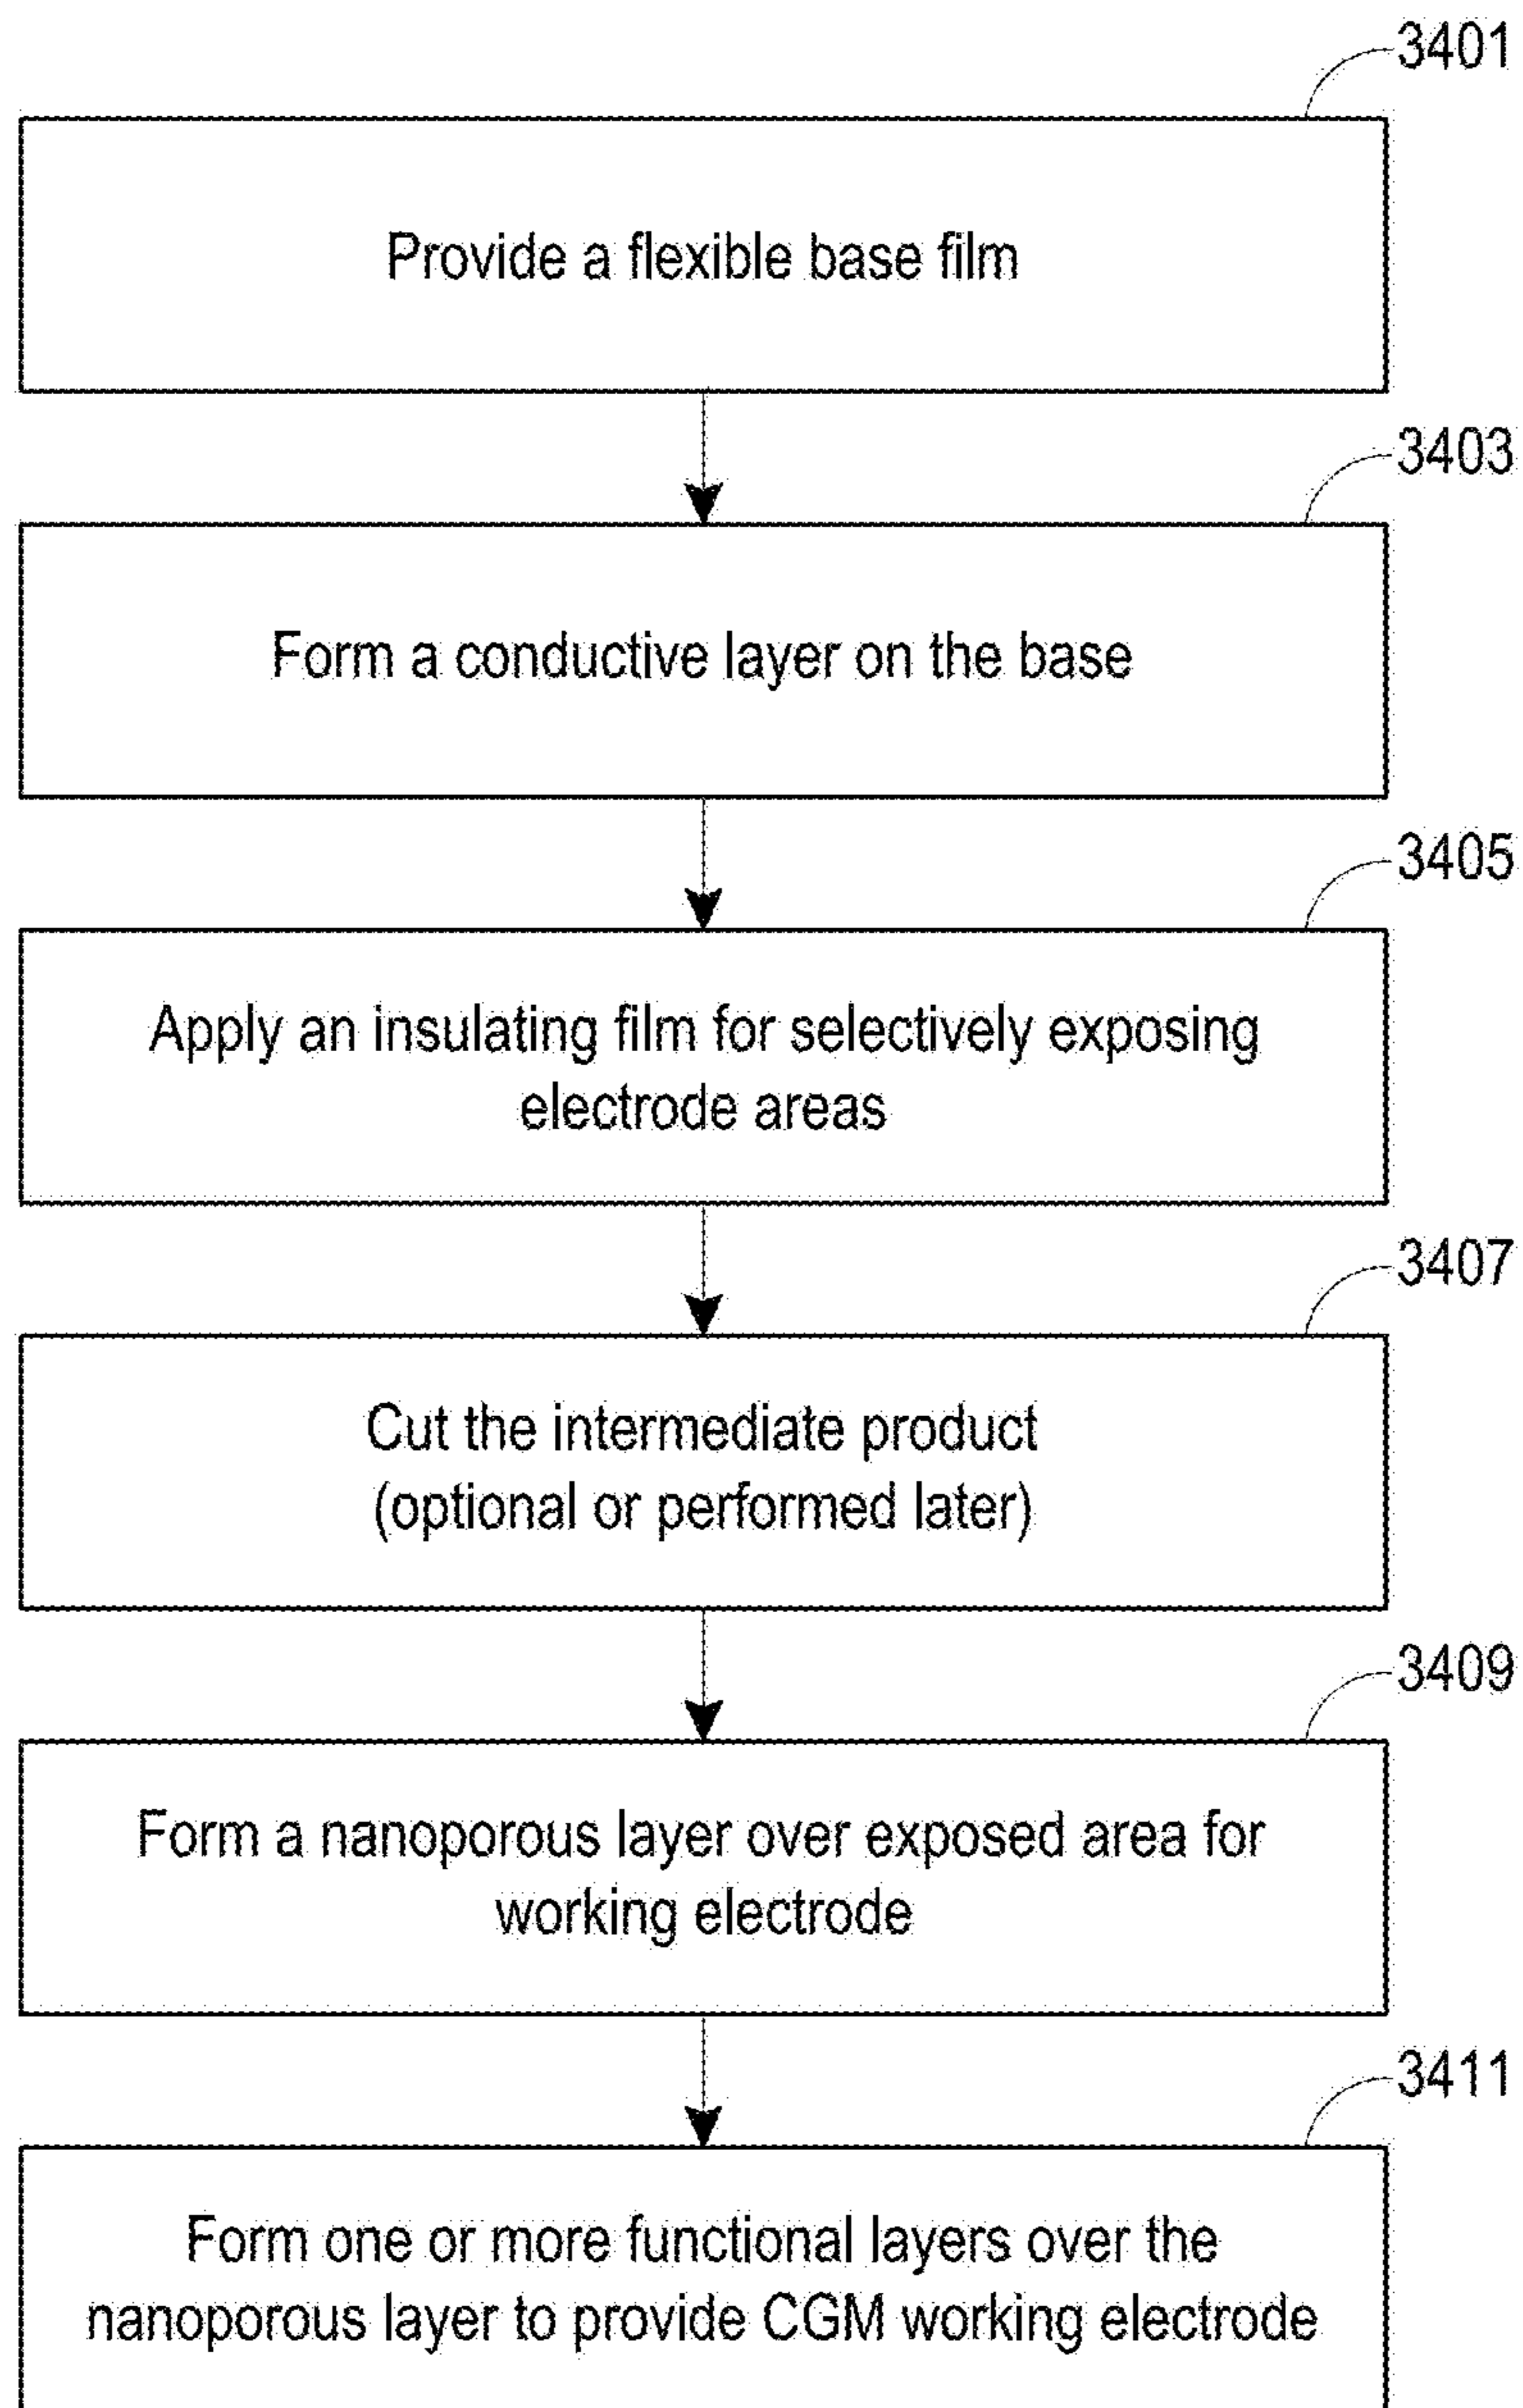 3401
Provide a flexible base film
3403
Form a conductive layer on the base
3405
Apply an insulating film for selectively exposing
electrode areas
3407
Cut the intermediate product
(optional or performed later)
3409
Form a nanoporous layer over exposed area for
working electrode
3411
Form one or more functional layers over the
nanoporous layer to provide CGM working electrode